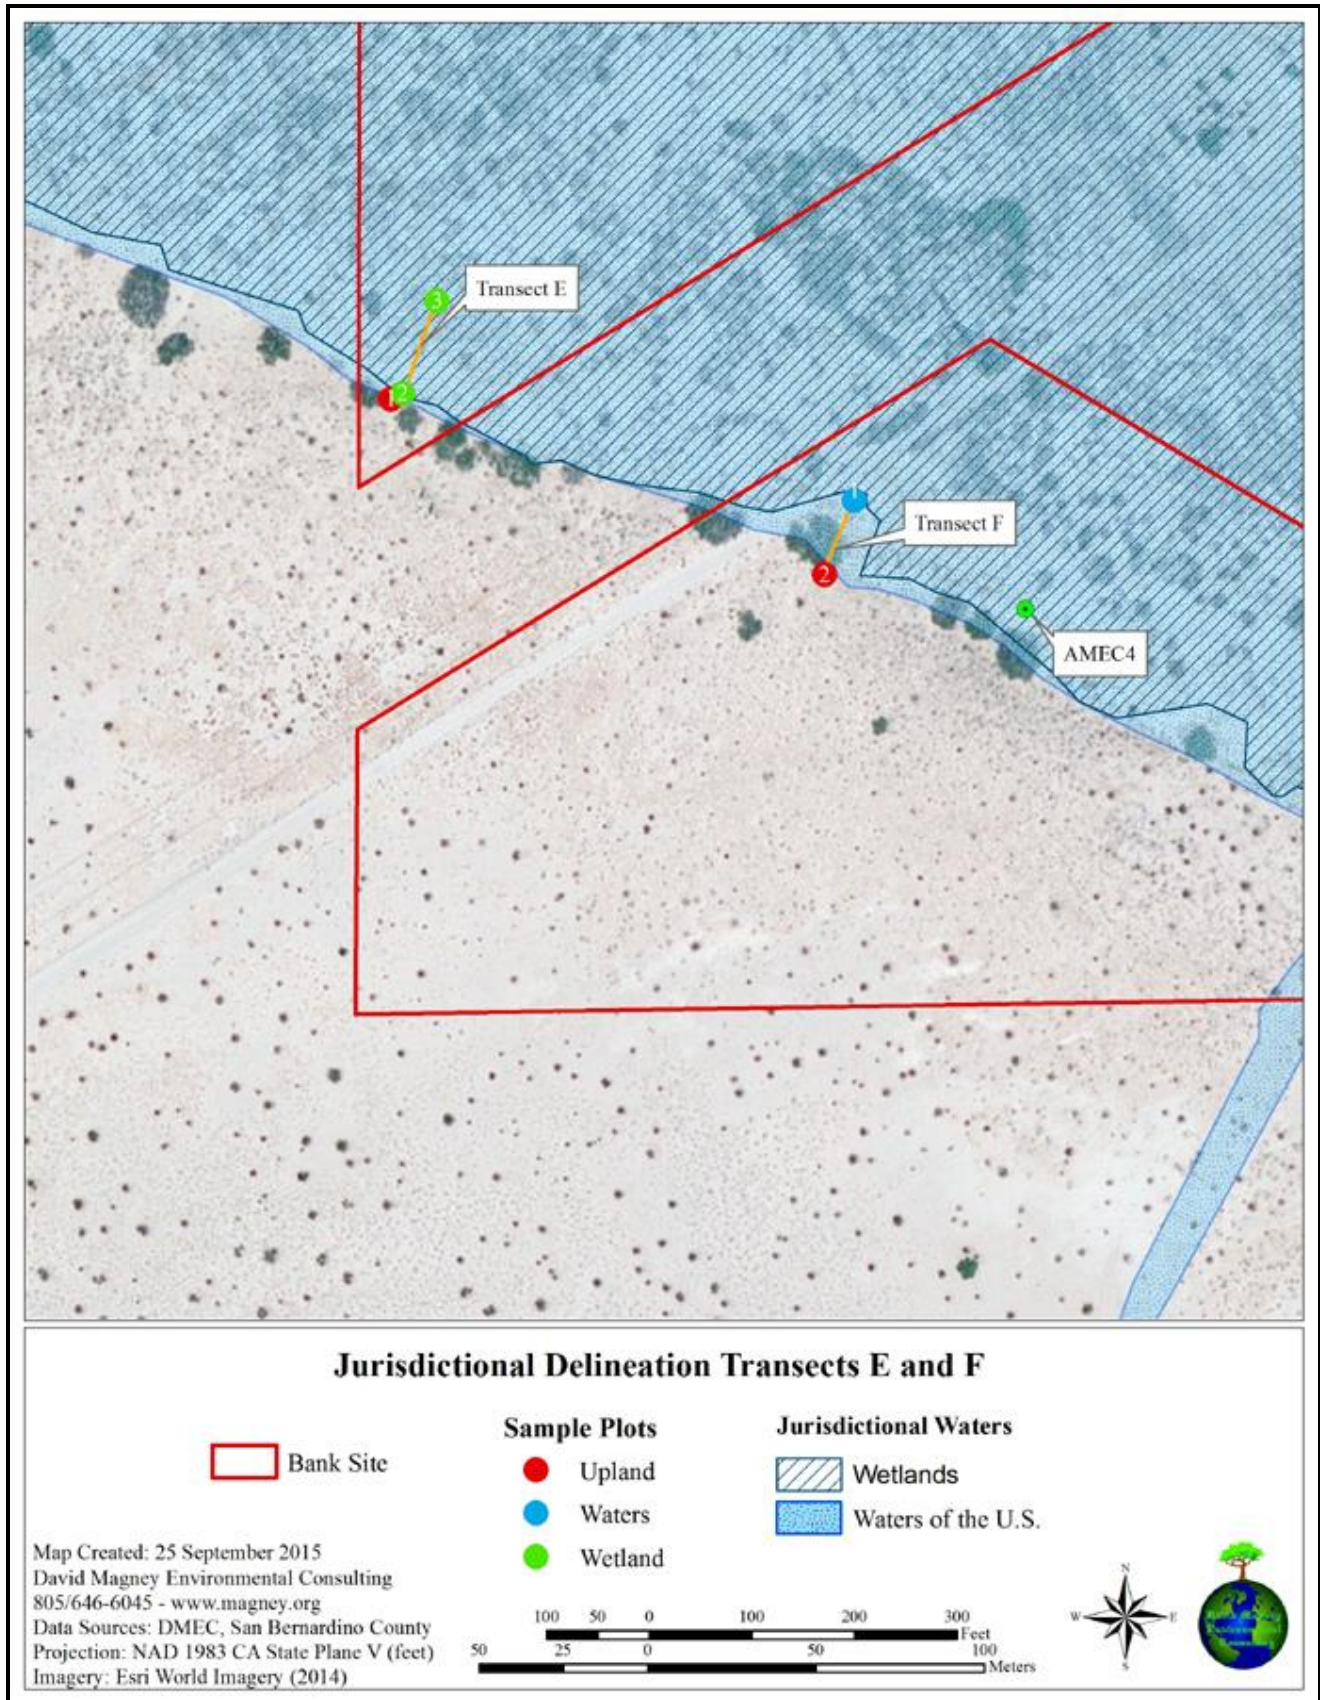 3
Transect E
1
2
1
Transect F
2
AMEC4
Jurisdictional Delineation Transects E and F
Bank Site
Sample Plots
Upland
Waters
Wetland
Jurisdictional Waters
Wetlands
Waters of the U.S.
Map Created: 25 September 2015
David Magney Environmental Consulting
805/646-6045 - www.magney.org
Data Sources: DMEC, San Bernardino County
Projection: NAD 1983 CA State Plane V (feet)
Imagery: Esri World Imagery (2014)
100 50 0 100 200 300
Feet
50 25 0 50 100
Meters
N
W E
S